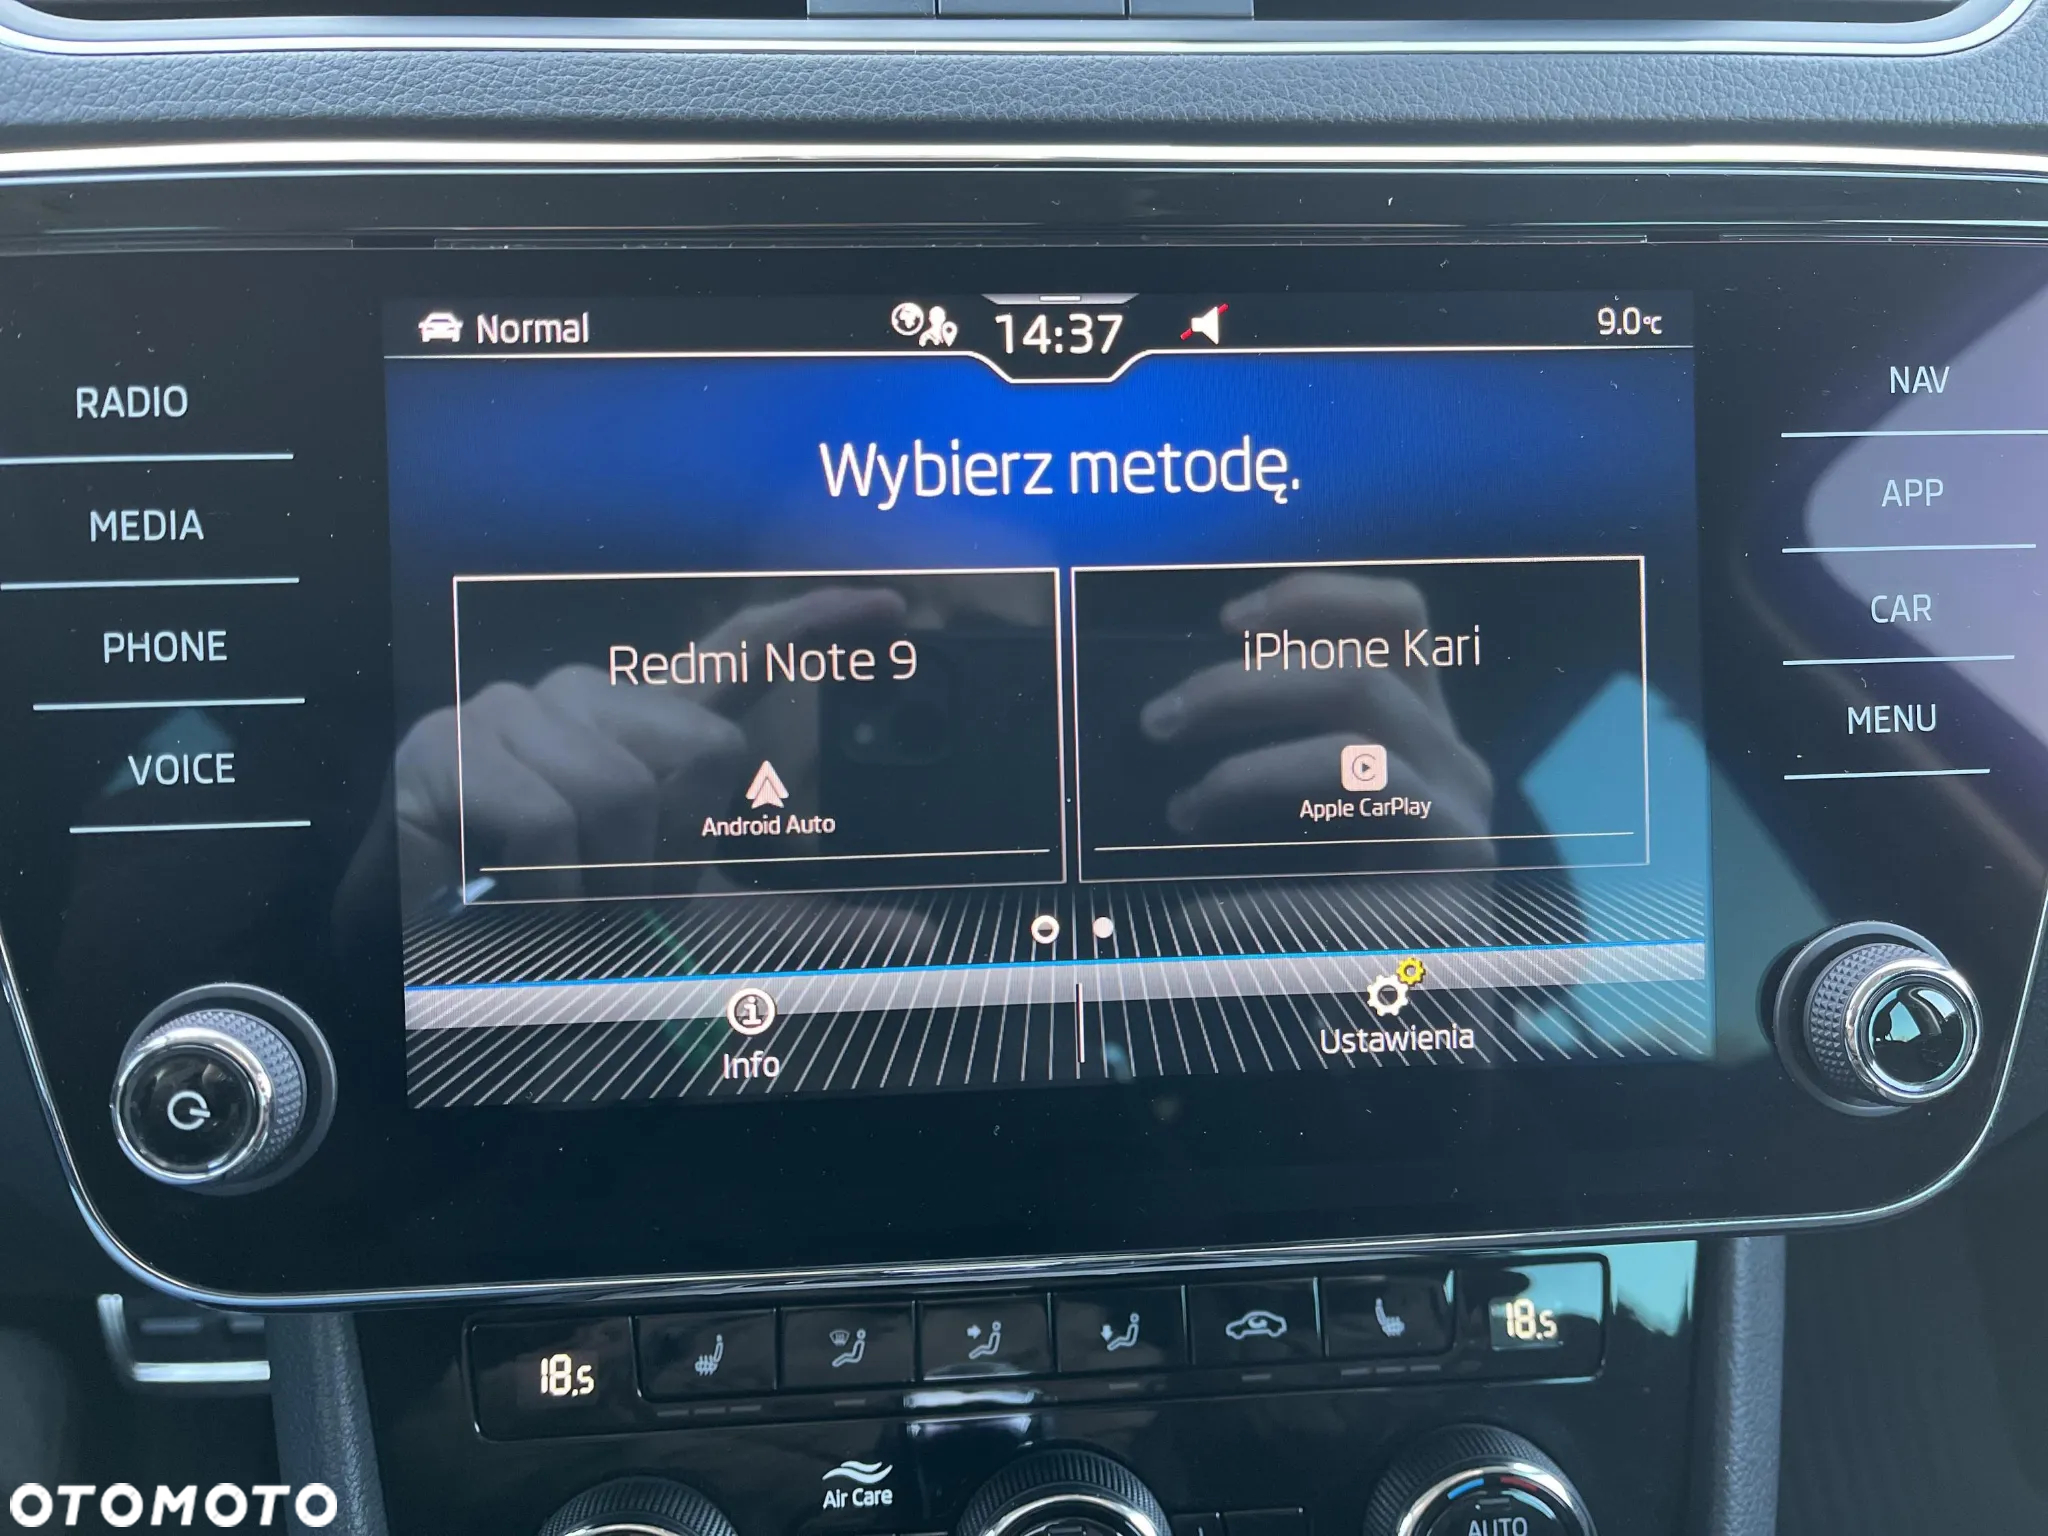 Normal
14:37
9.0°C
RADIO
MEDIA
PHONE
VOICE
NAV
APP
CAR
MENU
Wybierz metodę.
Redmi Note 9
Android Auto
iPhone Kari
Apple CarPlay
Info
Ustawienia
18.5
18.5
Air Care
AUTO
OTOMOTO